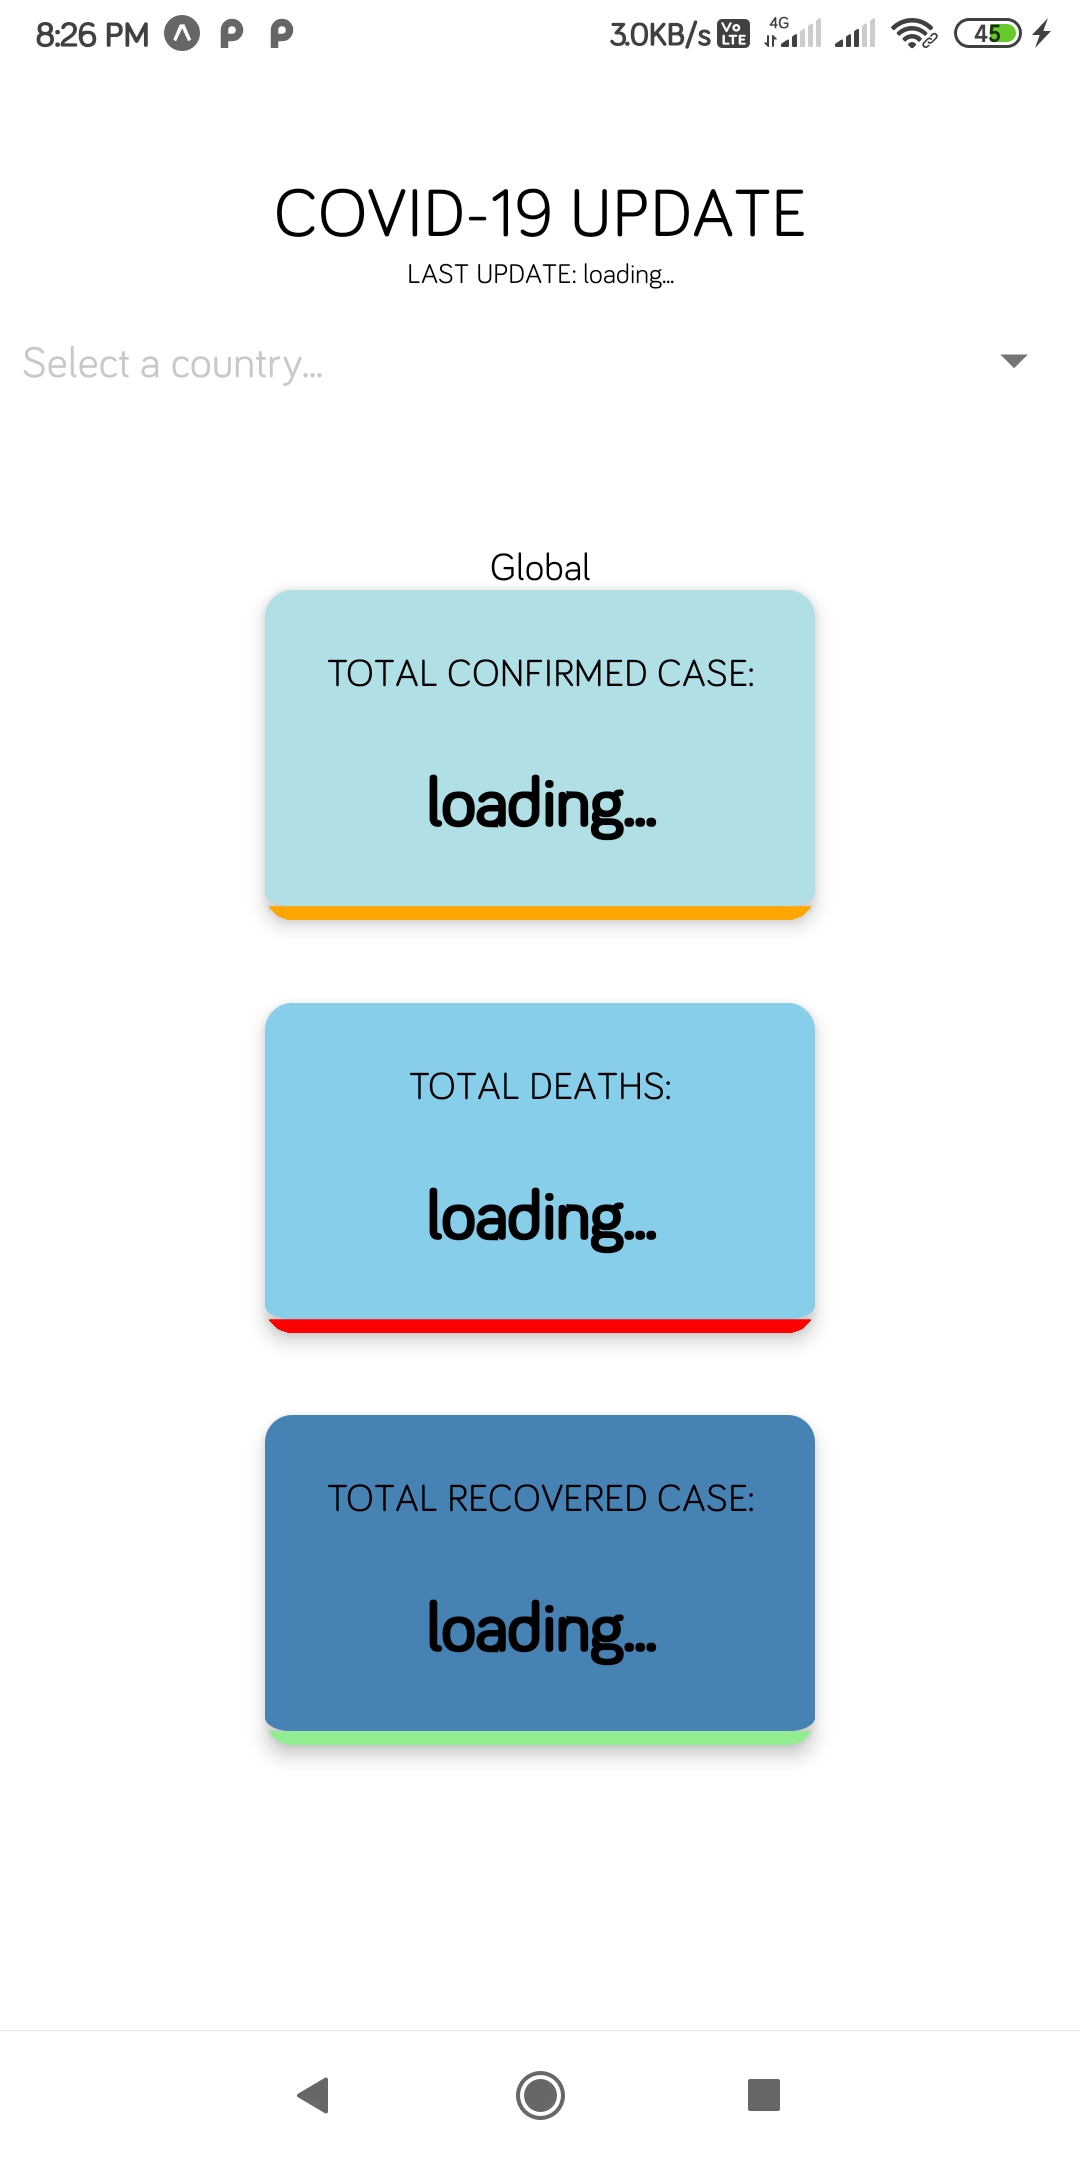 8:26 PM 3.0KB/s Vo LTE 4G 45
COVID-19 UPDATE
LAST UPDATE: loading...
Select a country...
Global
TOTAL CONFIRMED CASE:
loading...
TOTAL DEATHS:
loading...
TOTAL RECOVERED CASE:
loading...